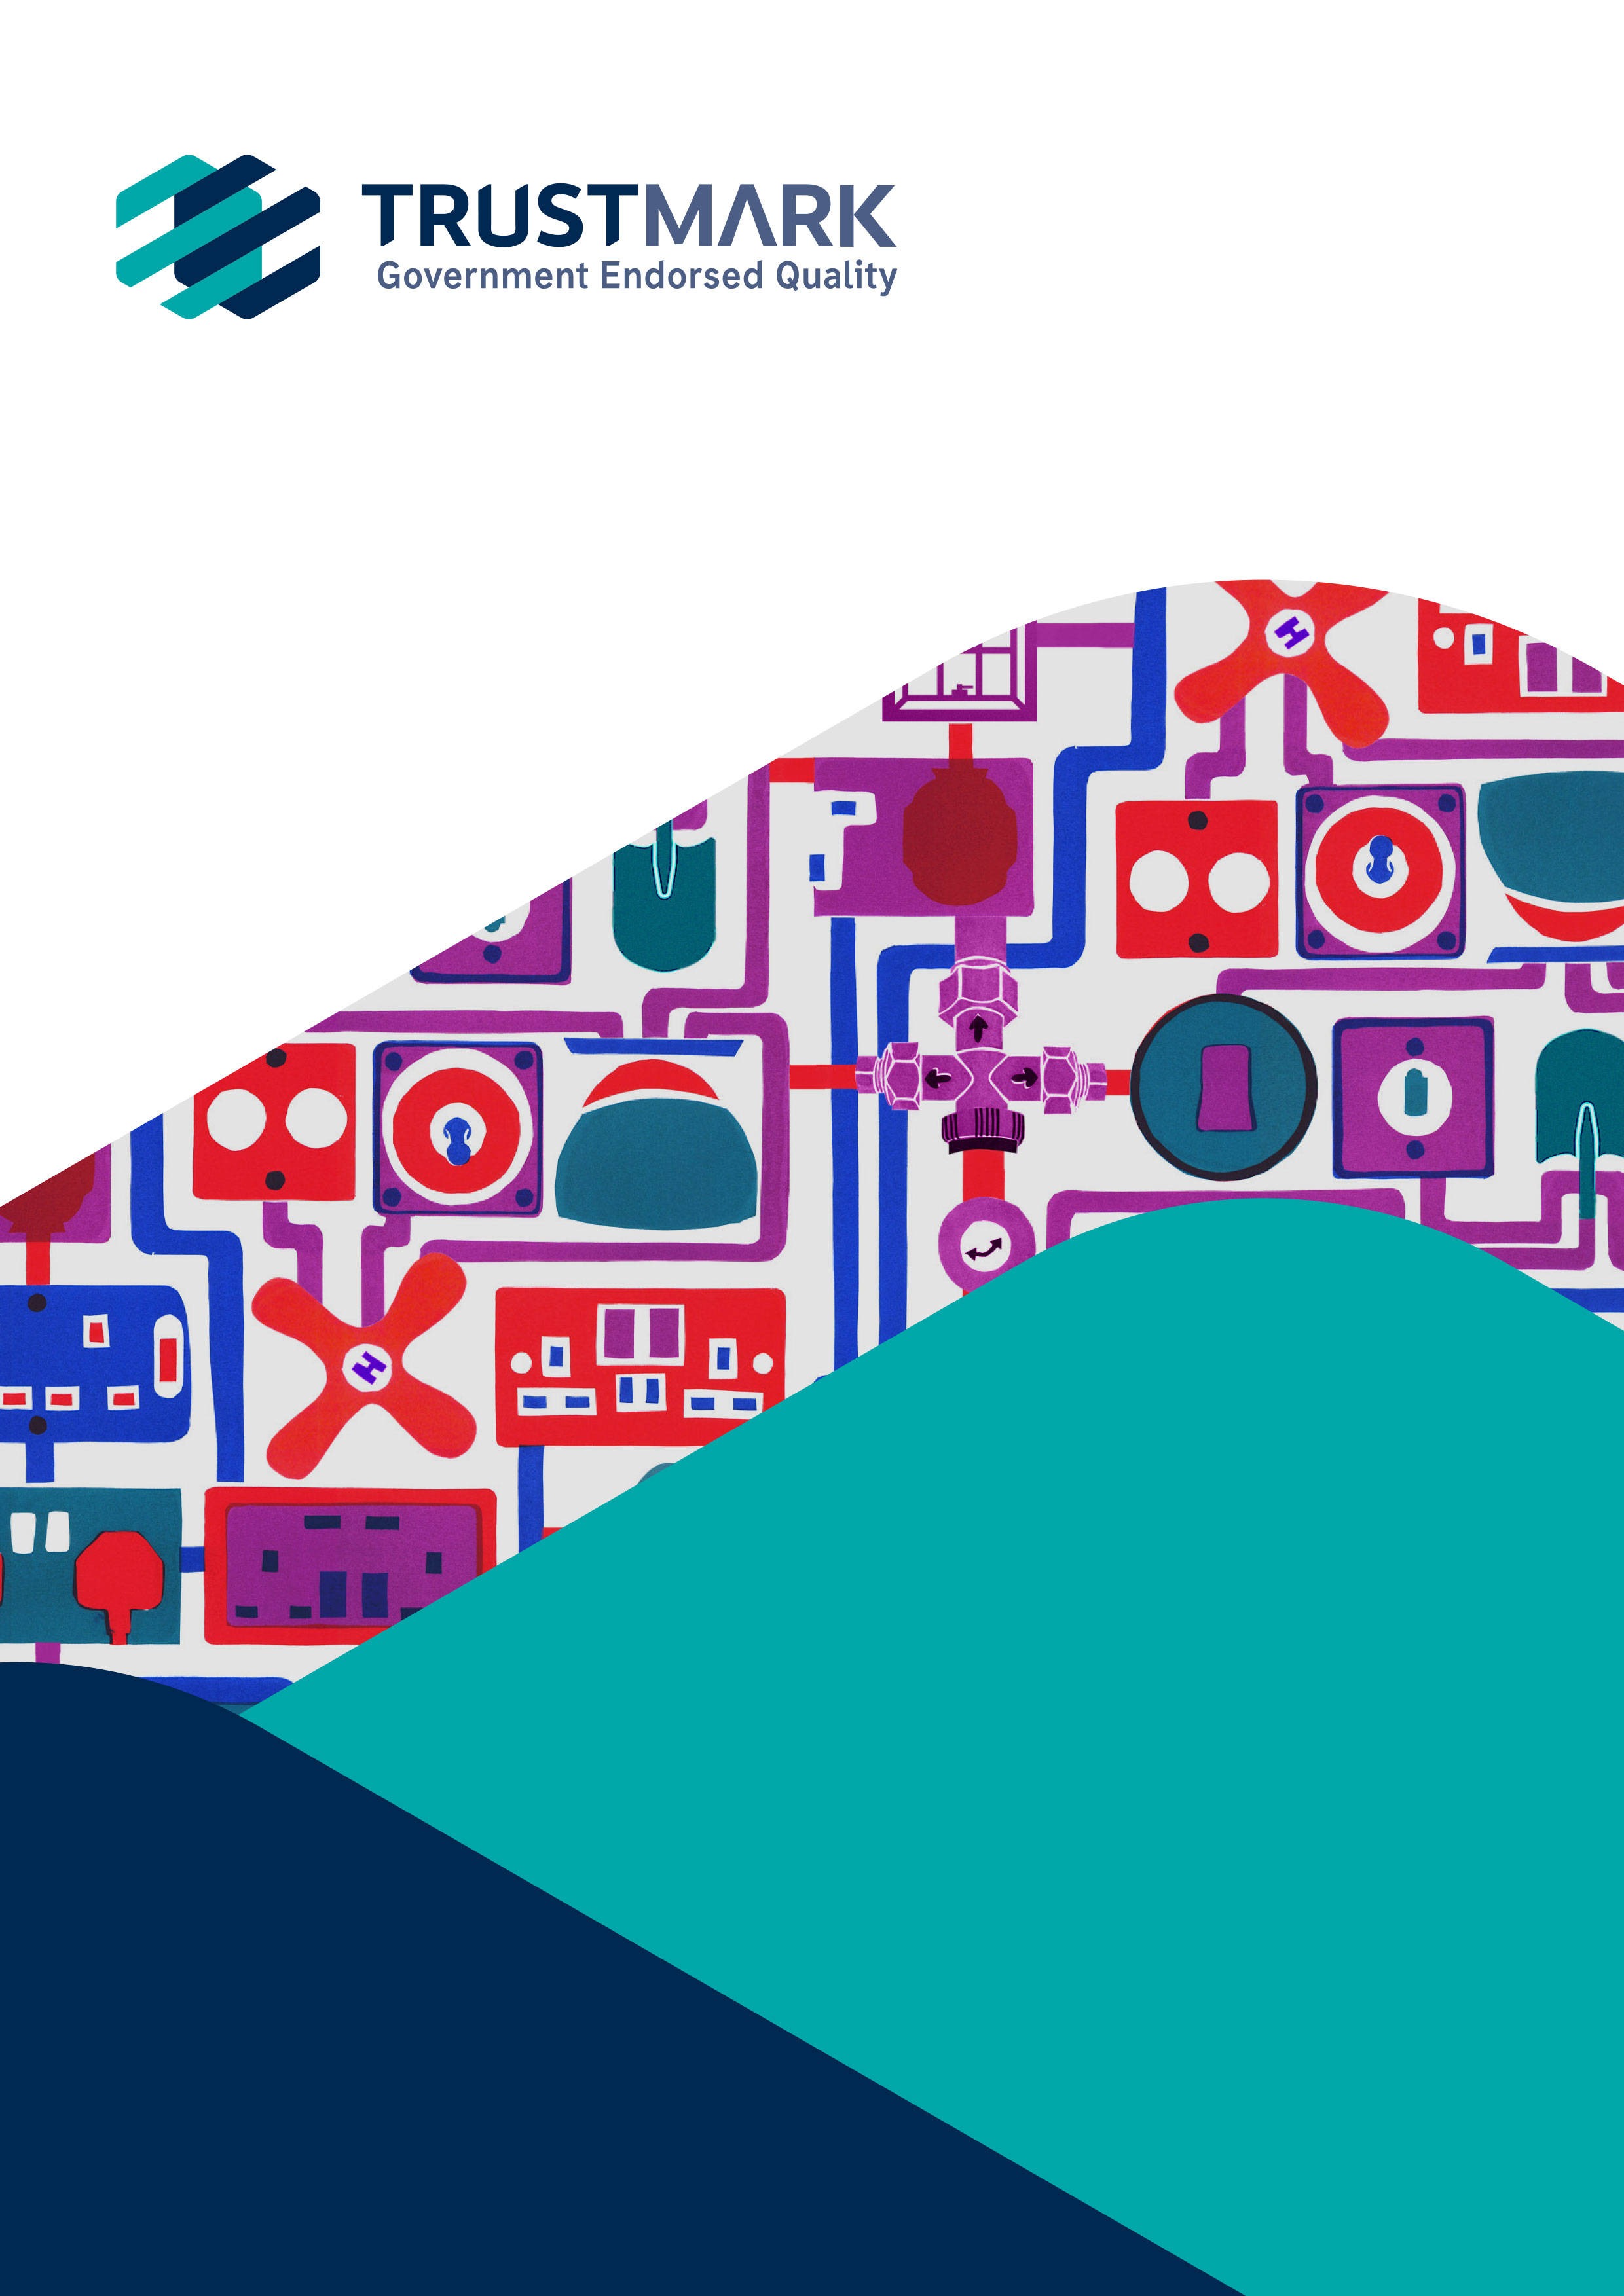 TRUSTMARK
Government Endorsed Quality
H
H